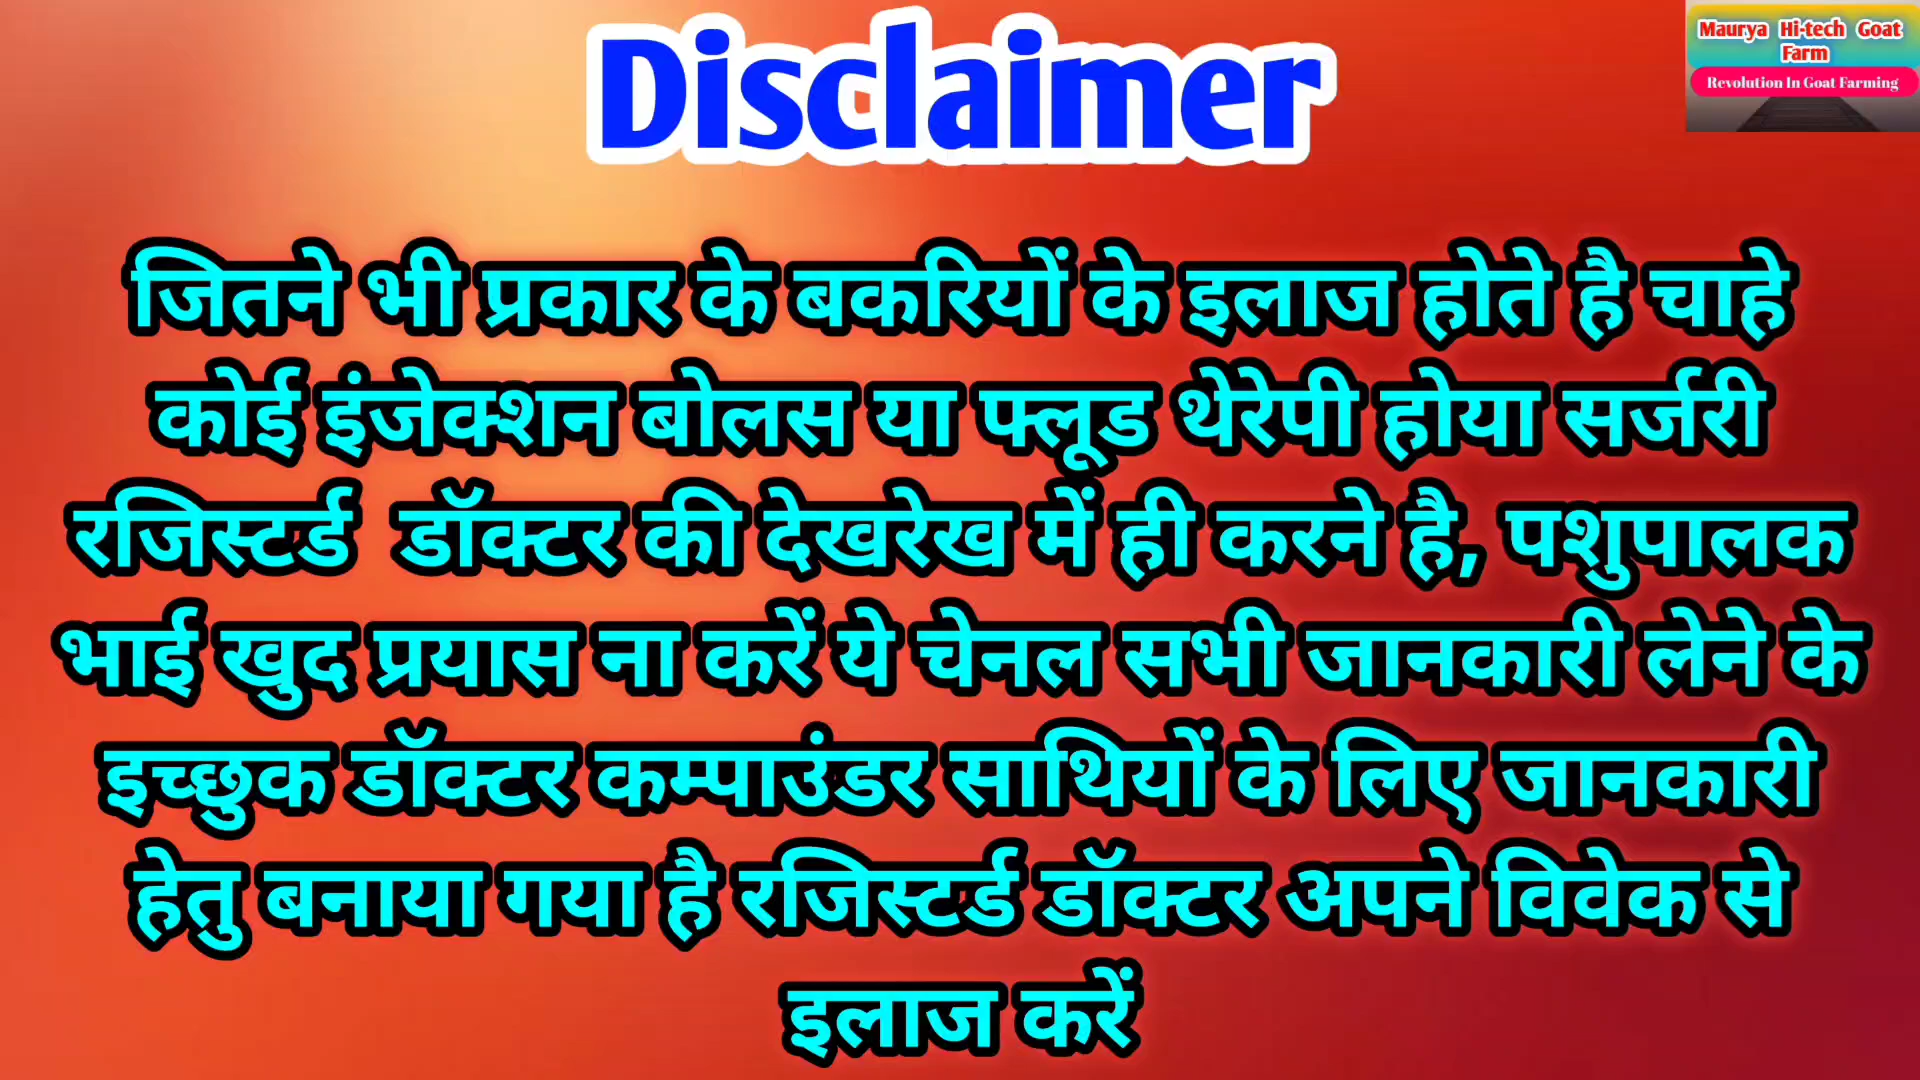 Disclaimer
Maurya Hi-tech Goat
Farm
Revolution In Goat Farming
जितने भी प्रकार के बकरियों के इलाज होते है चाहे
कोई इंजेक्शन बोलस या फ्लूड थेरेपी होया सर्जरी
रजिस्टर्ड डॉक्टर की देखरेख में ही करने है, पशुपालक
भाई खुद प्रयास ना करें ये चेनल सभी जानकारी लेने के
इच्छुक डॉक्टर कम्पाउंडर साथियों के लिए जानकारी
हेतु बनाया गया है रजिस्टर्ड डॉक्टर अपने विवेक से
इलाज करें